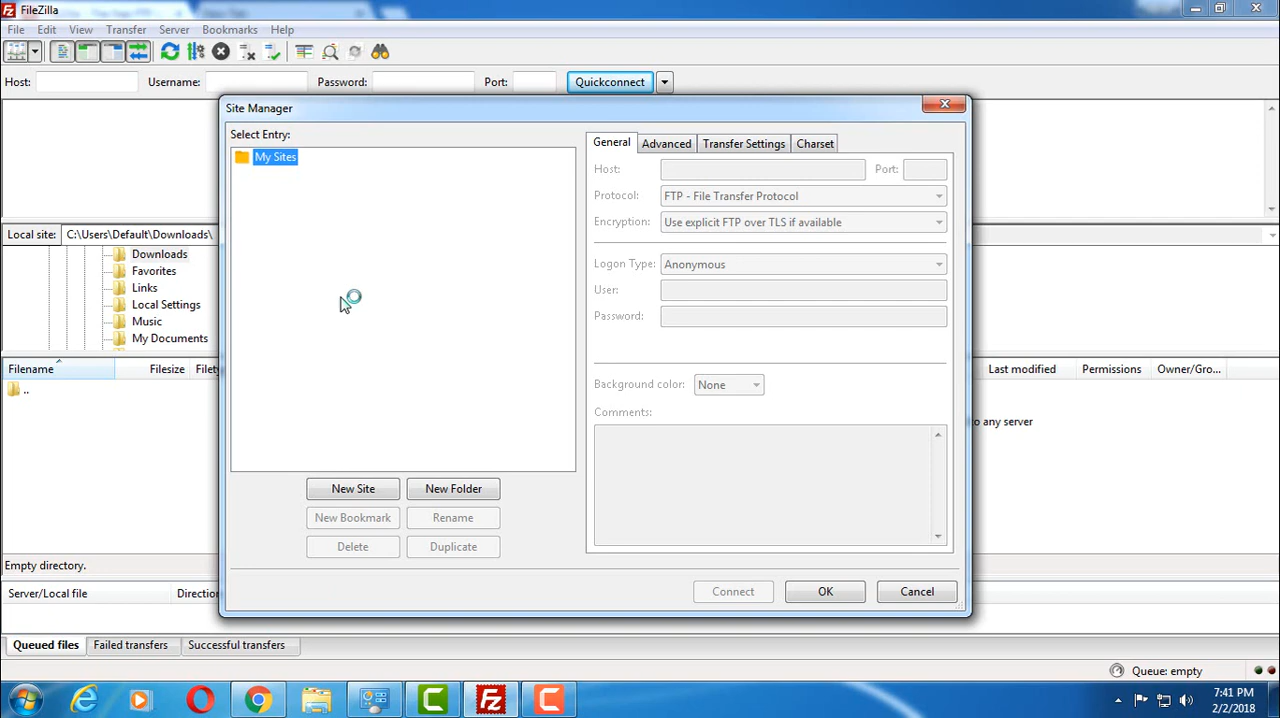 FileZilla
File Edit View Transfer Server Bookmarks Help
Host: Username: Password: Port: Quickconnect
Site Manager
Select Entry:
My Sites
General Advanced Transfer Settings Charset
Host: Port:
Protocol: FTP - File Transfer Protocol
Encryption: Use explicit FTP over TLS if available
Logon Type: Anonymous
User:
Password:
Background color: None
Comments:
New Site New Folder
New Bookmark Rename
Delete Duplicate
Connect OK Cancel
Local site: C:\Users\Default\Downloads\
Downloads
Favorites
Links
Local Settings
Music
My Documents
Filename Filesize Filety
..
Last modified Permissions Owner/Gro...
to any server
Empty directory.
Server/Local file Direction
Queued files Failed transfers Successful transfers
Queue: empty
7:41 PM
2/2/2018